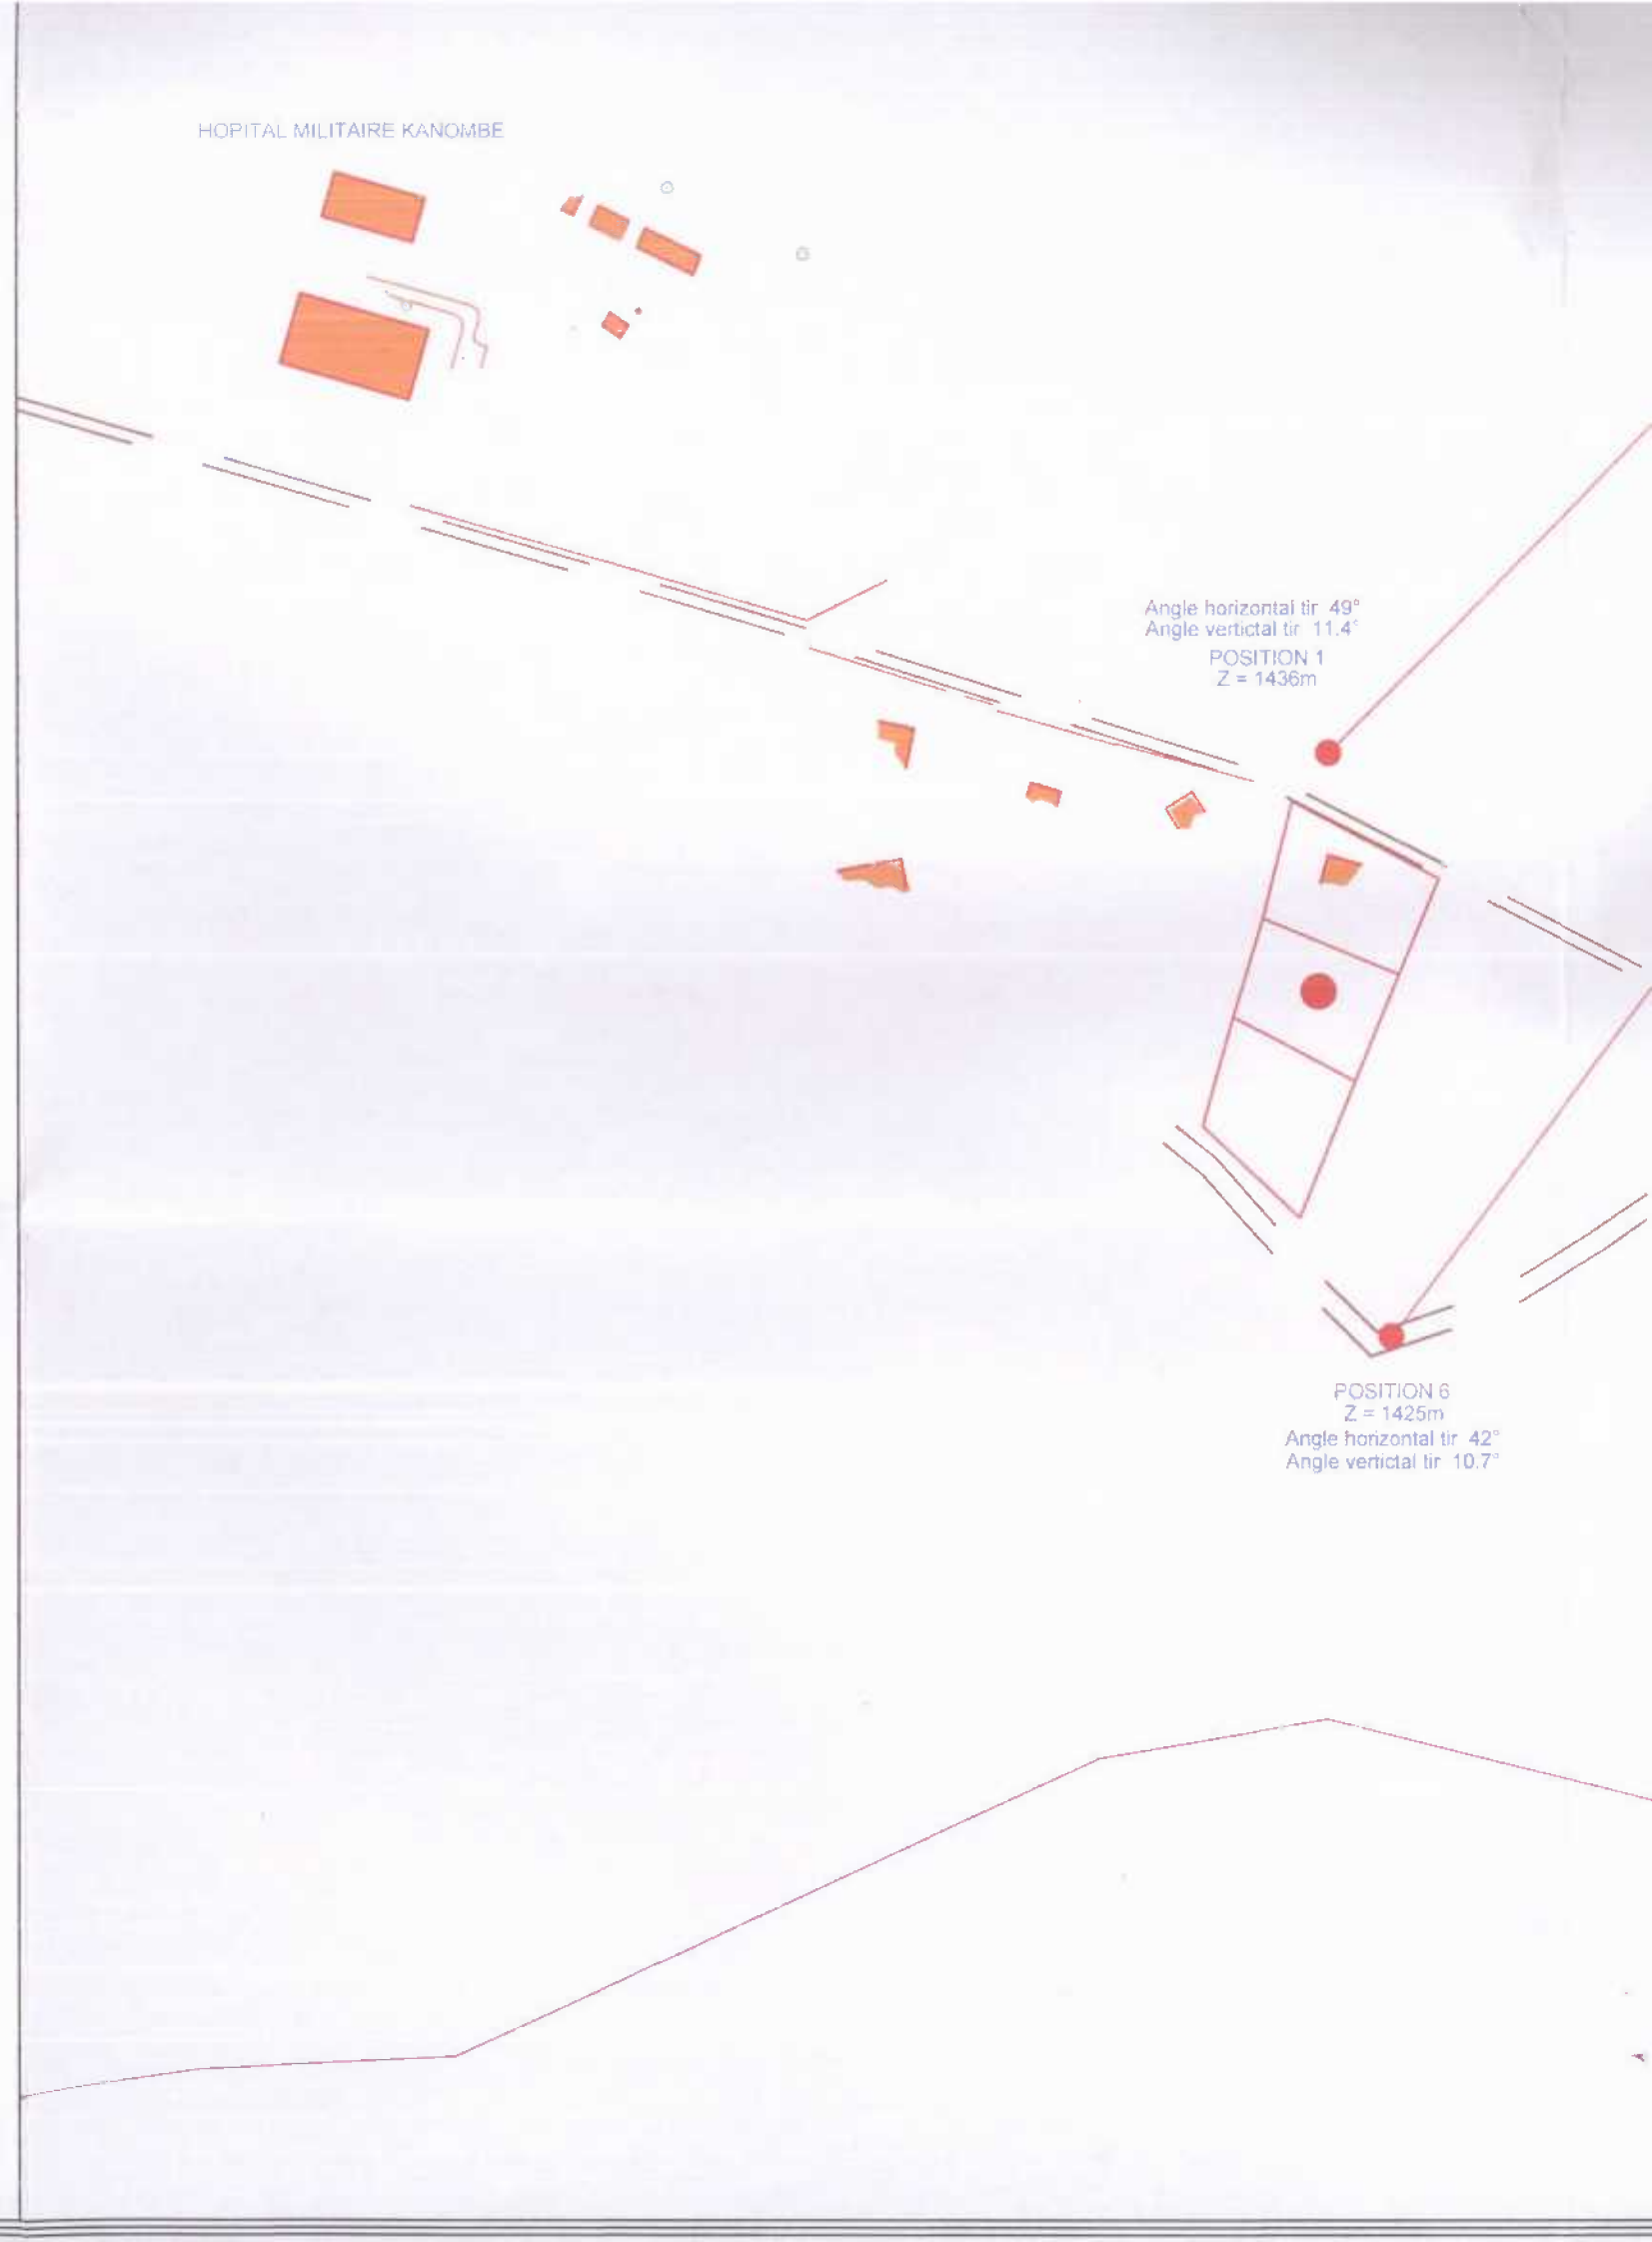 HOPITAL MILITAIRE KANOMBE
Angle horizontal tir 49°
Angle vertictal tir 11.4°
POSITION 1
Z = 1436m
POSITION 6
Z = 1425m
Angle horizontal tir 42°
Angle vertictal tir 10.7°